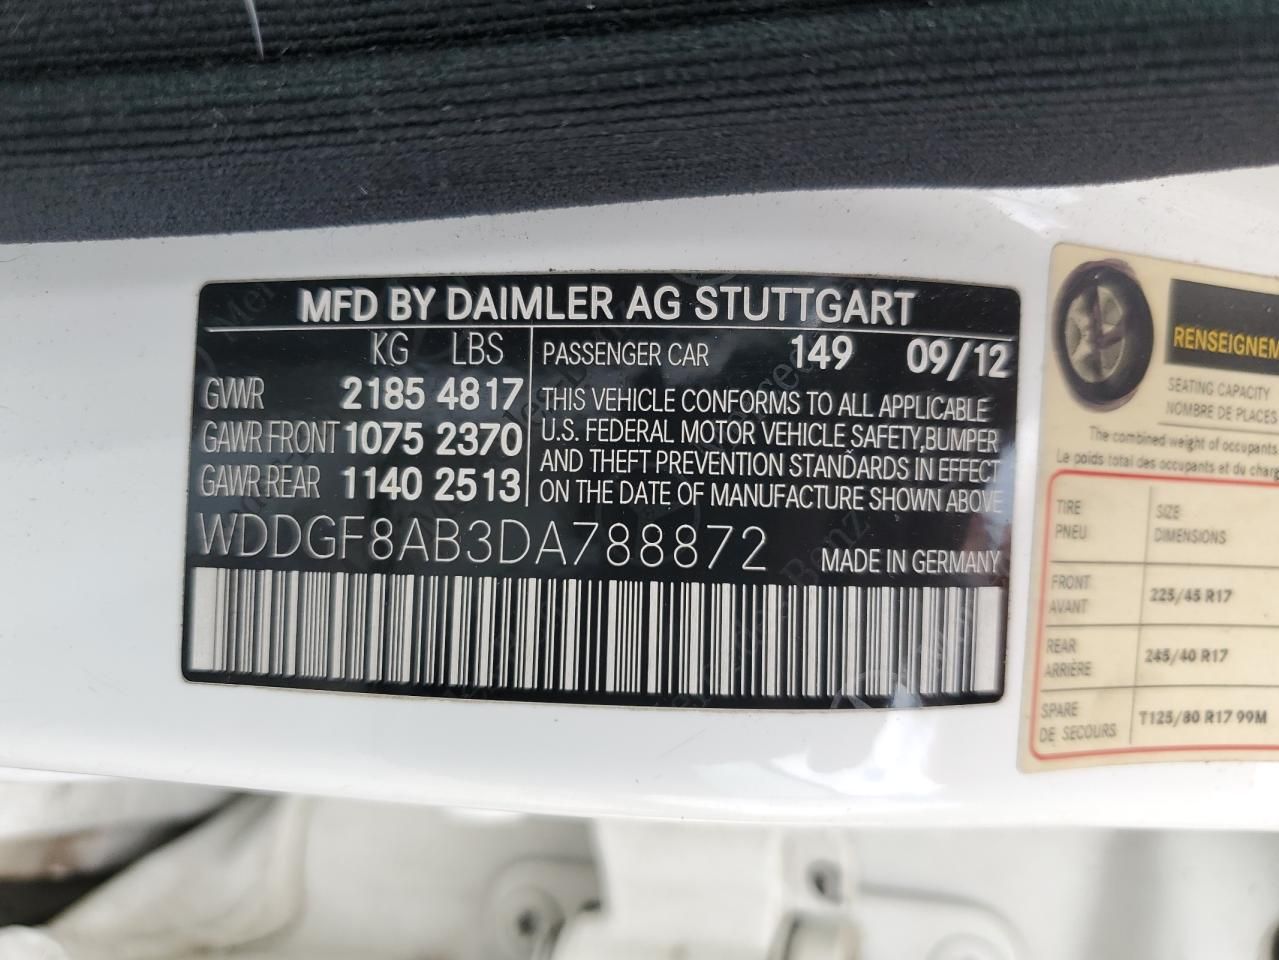 MFD BY DAIMLER AG STUTTGART
KG LBS
GVWR 2185 4817
GAWR FRONT 1075 2370
GAWR REAR 1140 2513
PASSENGER CAR 149 09/12
THIS VEHICLE CONFORMS TO ALL APPLICABLE
U.S. FEDERAL MOTOR VEHICLE SAFETY,BUMPER
AND THEFT PREVENTION STANDARDS IN EFFECT
ON THE DATE OF MANUFACTURE SHOWN ABOVE
WDDGF8AB3DA788872 MADE IN GERMANY
SEATING CAPACITY
NOMBRE DE PLACES
The combined weight of occupants
Le poids total des occupants et du
TIRE SIZE
PNEU DIMENSIONS
FRONT
AVANT 225/45 R17
REAR
ARRIÈRE 245/40 R17
SPARE
DE SECOURS T125/80 R17 99M